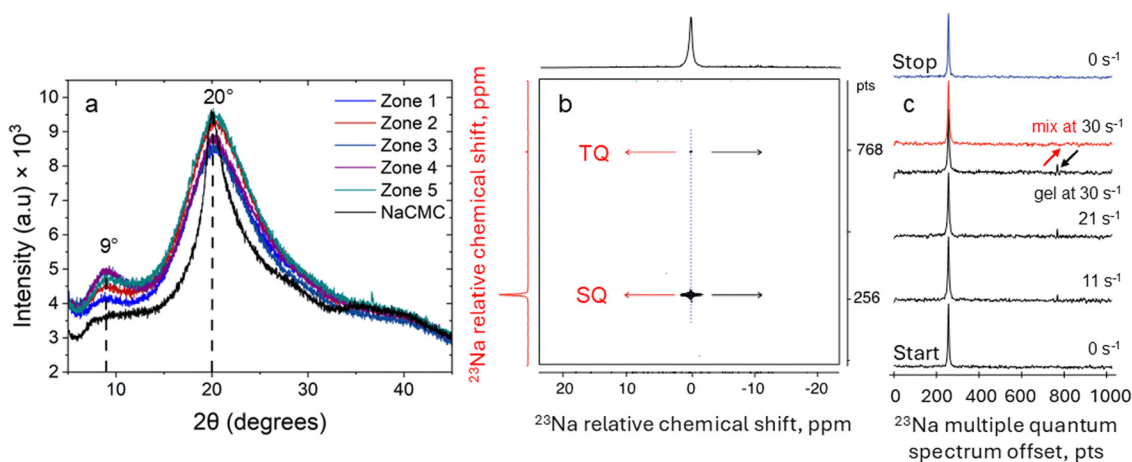 a
Intensity (a.u) × 10³
10
9
8
7
6
5
4
3
2
9°
20°
Zone 1
Zone 2
Zone 3
Zone 4
Zone 5
NaCMC
10
20
30
40
2θ (degrees)
b
²³Na relative chemical shift, ppm
TQ
SQ
pts
768
256
20
10
0
-10
-20
²³Na relative chemical shift, ppm
c
Stop
0 s⁻¹
mix at 30 s⁻¹
gel at 30 s⁻¹
21 s⁻¹
11 s⁻¹
Start
0 s⁻¹
0
200
400
600
800
1000
²³Na multiple quantum
spectrum offset, pts